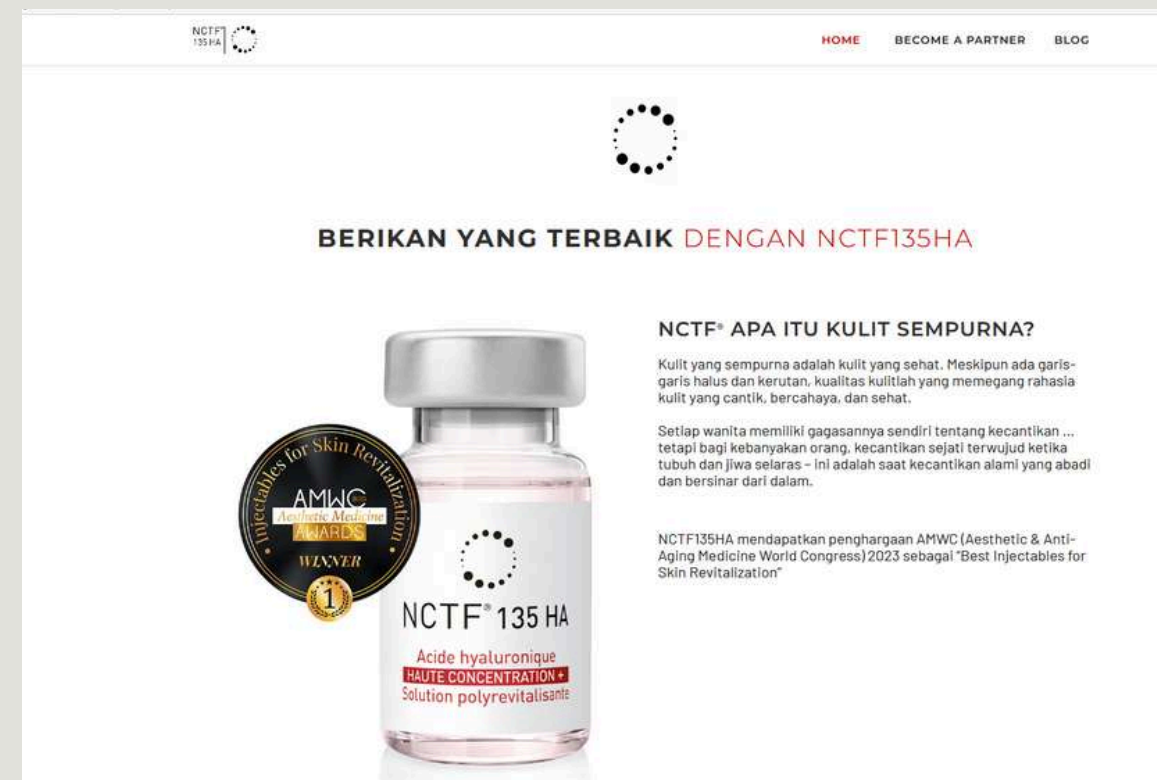 NCTF®
135 HA
HOME BECOME A PARTNER BLOG
BERIKAN YANG TERBAIK DENGAN NCTF135HA
NCTF® APA ITU KULIT SEMPURNA?
Kulit yang sempurna adalah kulit yang sehat. Meskipun ada garis-
garis halus dan kerutan, kualitas kulitlah yang memegang rahasia
kulit yang cantik, bercahaya, dan sehat.
Setiap wanita memiliki gagasannya sendiri tentang kecantikan ...
tetapi bagi kebanyakan orang, kecantikan sejati terwujud ketika
tubuh dan jiwa selaras – ini adalah saat kecantikan alami yang abadi
dan bersinar dari dalam.
NCTF135HA mendapatkan penghargaan AMWC (Aesthetic & Anti-
Aging Medicine World Congress) 2023 sebagai "Best Injectables for
Skin Revitalization"
• Injectables for Skin Revitalization •
AMWC
Aesthetic Medicine
AWARDS
WINNER
1
NCTF® 135 HA
Acide hyaluronique
HAUTE CONCENTRATION +
Solution polyrevitalisante